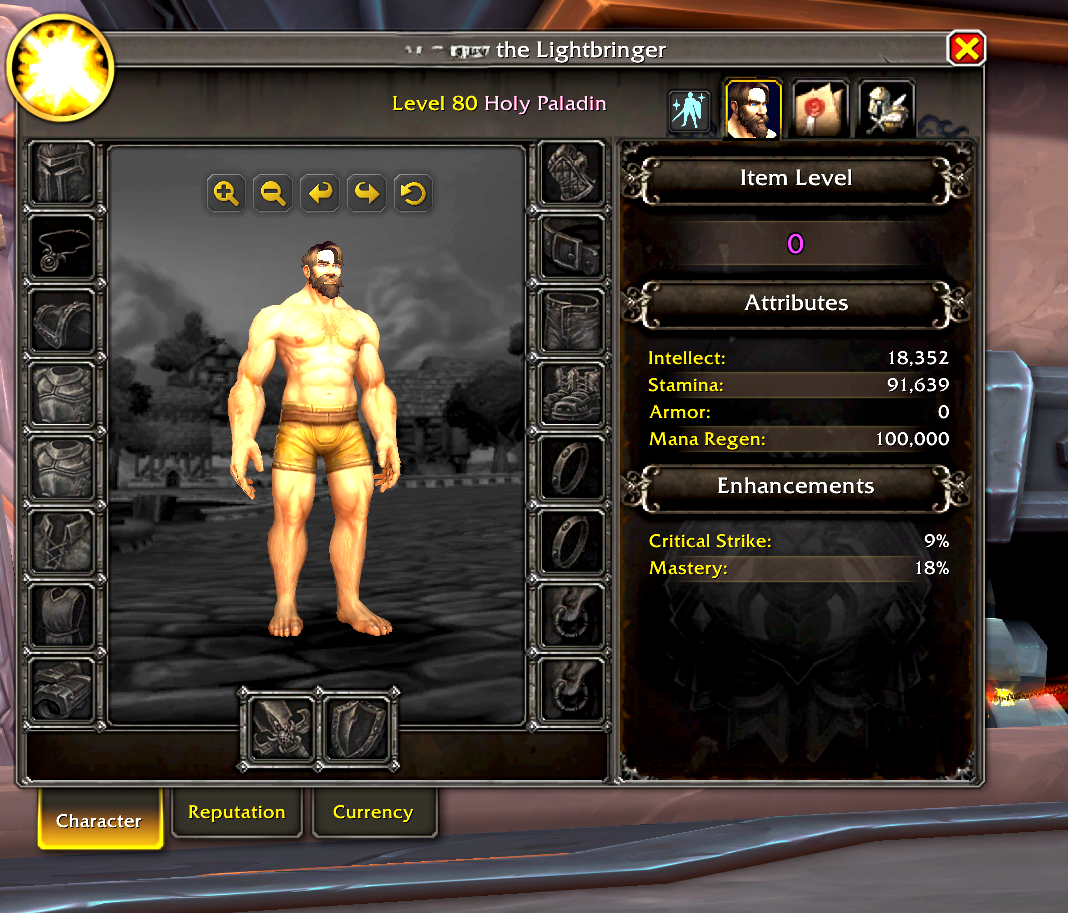 the Lightbringer
Level 80 Holy Paladin
Item Level
0
Attributes
Intellect: 18,352
Stamina: 91,639
Armor: 0
Mana Regen: 100,000
Enhancements
Critical Strike: 9%
Mastery: 18%
Character
Reputation
Currency